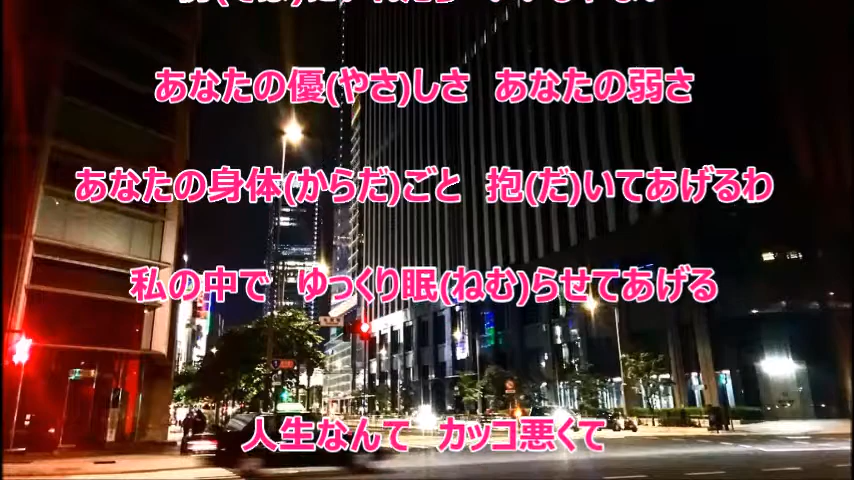 あなたの優(やさ)しさ　あなたの弱さ
あなたの身体(からだ)ごと　抱(だ)いてあげるわ
私の中で　ゆっくり眠(ねむ)らせてあげる
人生なんて　カッコ悪くて